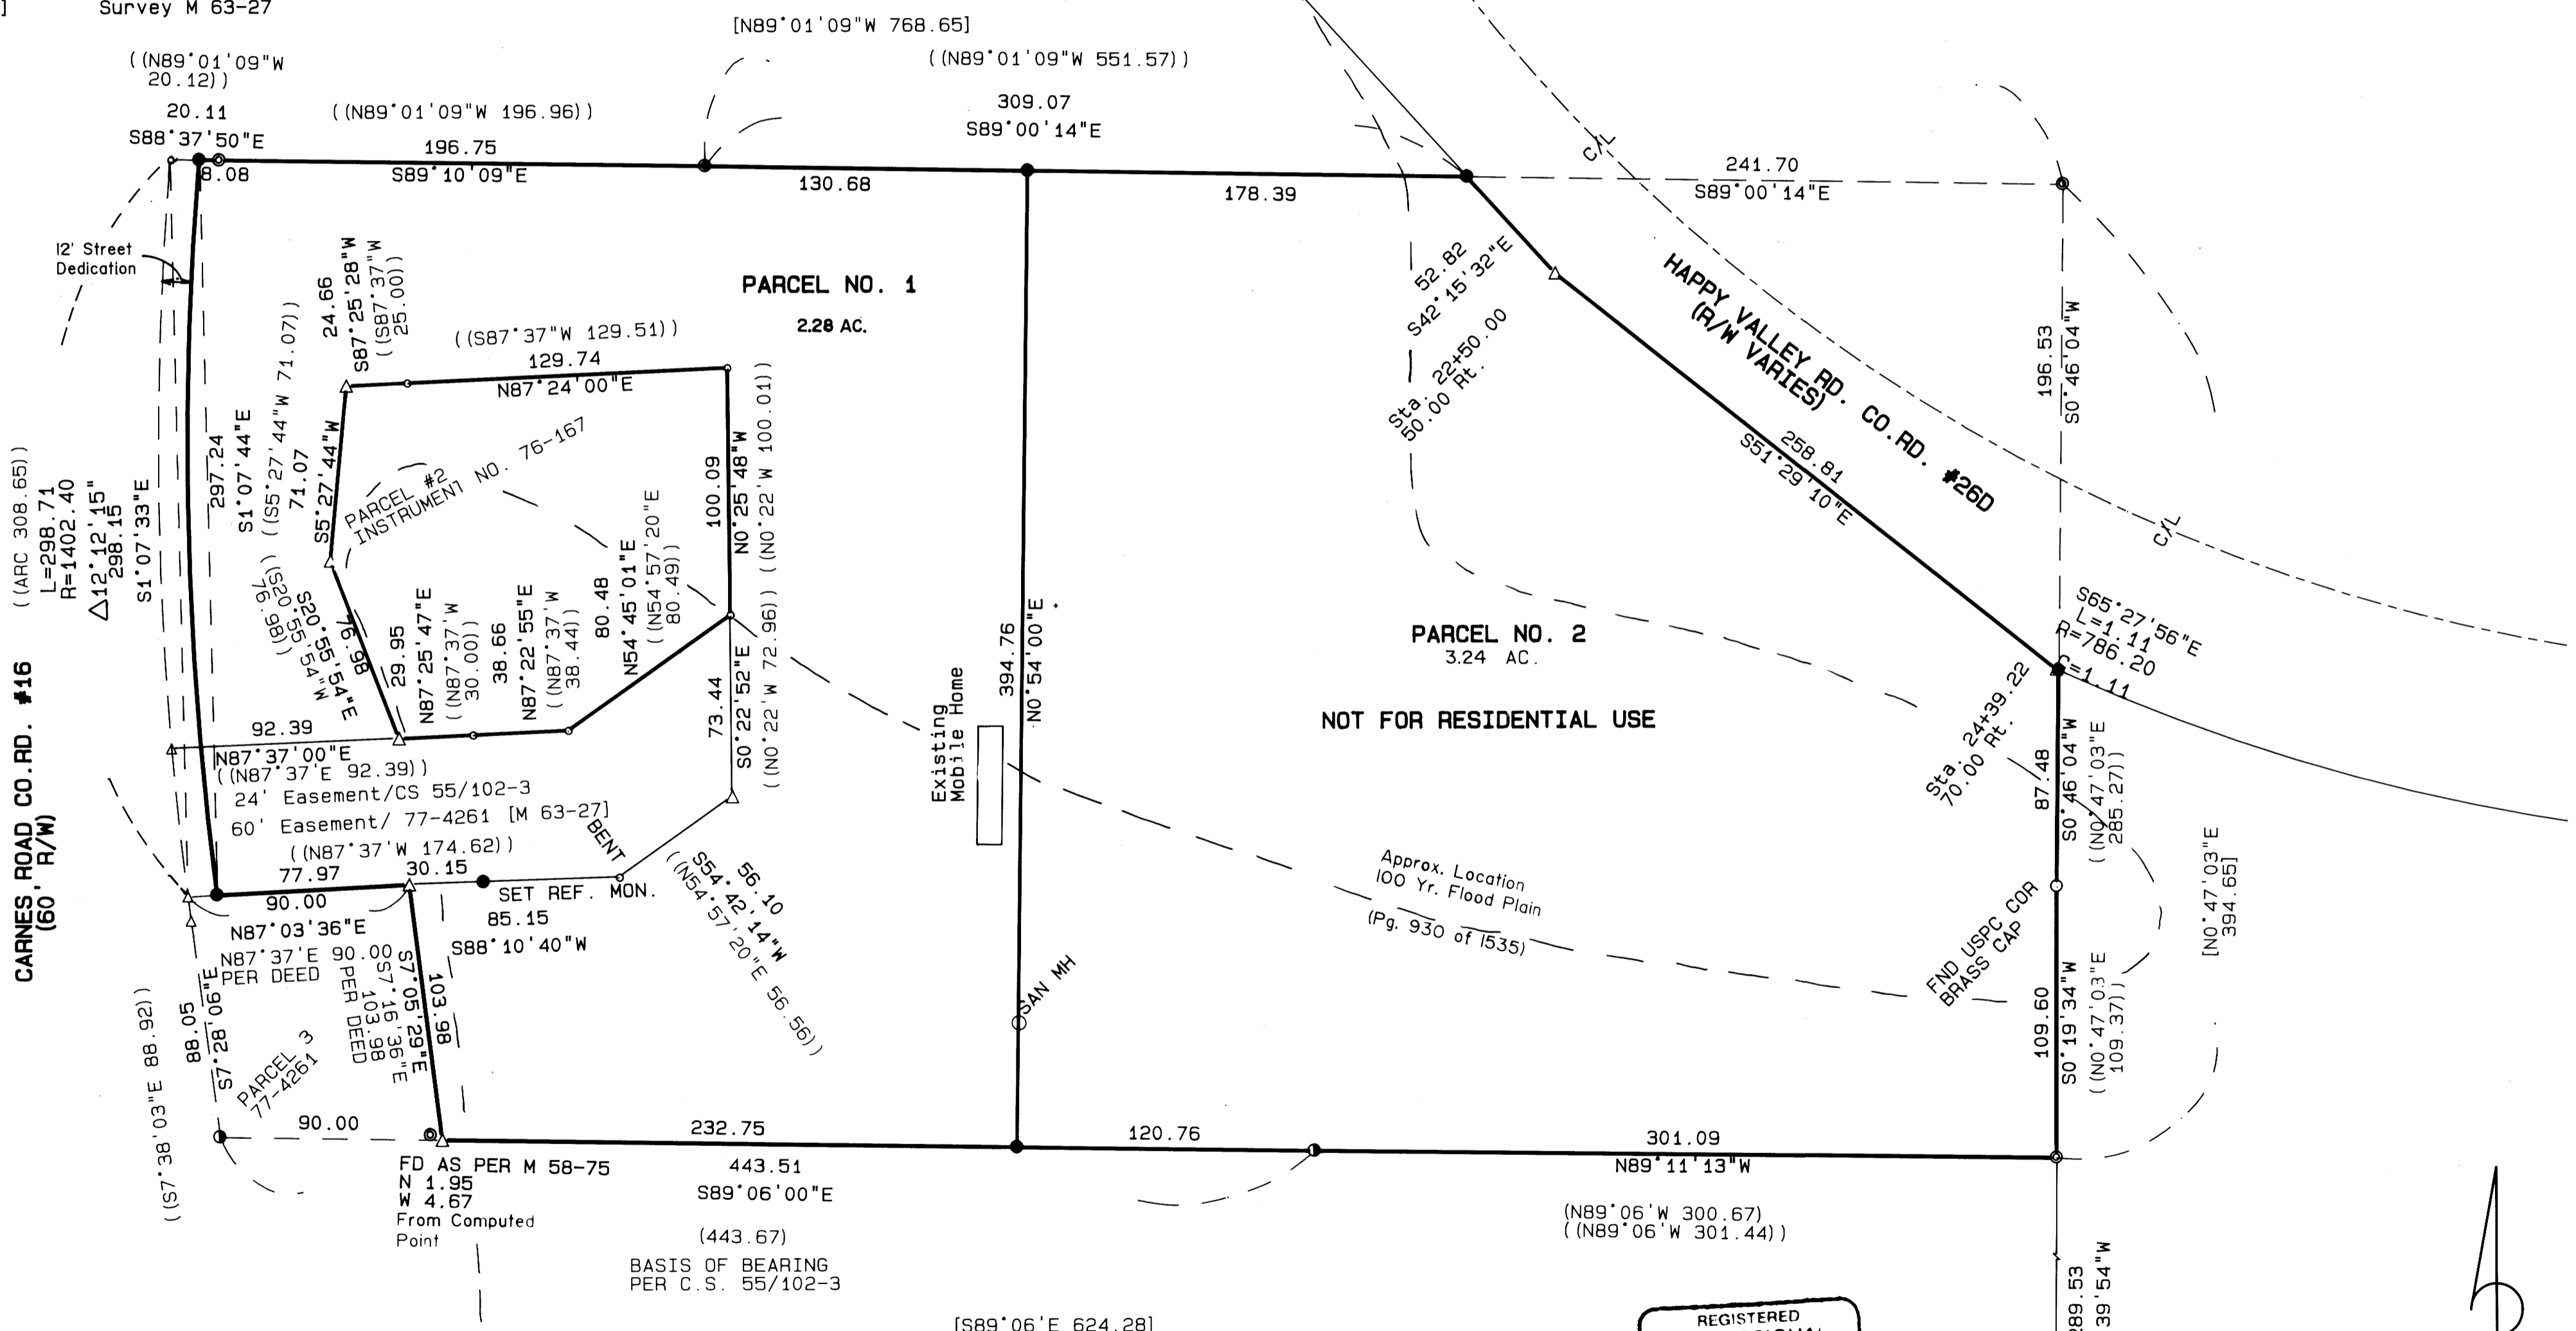 ]
Survey M 63-27
[N89°01'09"W 768.65]
((N89°01'09"W
20.12))
((N89°01'09"W 551.57))
20.11
S88°37'50"E
((N89°01'09"W 196.96))
196.75
S89°10'09"E
8.08
309.07
S89°00'14"E
130.68
178.39
241.70
S89°00'14"E
C/L
12' Street
Dedication
PARCEL NO. 1
2.28 AC.
24.66
S87°25'28"W
((S87°37"W
25.00))
((S87°37"W 129.51))
129.74
N87°24'00"E
52.82
S42°15'32"E
Sta. 22+50.00
50.00 Rt.
HAPPY VALLEY RD. CO.RD. #26D
(R/W VARIES)
196.53
S0°46'04"W
258.81
S51°29'10"E
C/L
((ARC 308.65))
L=298.71
R=1402.40
△12°12'15"
298.15
S1°07'33"E
297.24
S1°07'44"E
((S5°27'44"W 71.07))
71.07
S5°27'44"W
PARCEL #2
INSTRUMENT NO. 76-167
100.09
N0°25'48"W
((N0°22'W 100.01))
((S20°55'54"W
76.98))
S20°55'54"E
76.98
29.95
N87°25'47"E
((N87°37'W
30.00))
38.66
N87°22'55"E
((N87°37'W
38.44))
80.48
N54°45'01"E
((N54°57'20"E
80.49))
73.44
S0°22'52"E
((N0°22'W 72.96))
394.76
N0°54'00"E
Existing
Mobile Home
PARCEL NO. 2
3.24 AC.
NOT FOR RESIDENTIAL USE
S65°27'56"E
L=1.11
R=786.20
C=1.11
Sta. 24+39.22
70.00 Rt.
87.48
S0°46'04"W
((N0°47'03"E
285.27))
CARNES ROAD CO.RD. #16
(60' R/W)
92.39
N87°37'00"E
((N87°37'E 92.39))
24' Easement/CS 55/102-3
60' Easement/ 77-4261 [M 63-27]
((N87°37'W 174.62))
77.97
30.15
BENT
SET REF. MON.
90.00
N87°03'36"E
85.15
S88°10'40"W
56.10
S54°42'14"W
((N54°57'20"E 56.56))
N87°37'E 90.00
PER DEED
S7°05'29"E
103.98
S7°16'36"E
103.98
PER DEED
88.05
S7°28'06"E
((S7°38'03"E 88.92))
PARCEL 3
77-4261
90.00
SAN MH
Approx. Location
100 Yr. Flood Plain
(Pg. 930 of 1535)
FND USPC COR
BRASS CAP
109.60
S0°19'34"W
((N0°47'03"E
109.37))
[N0°47'03"E
394.65]
232.75
120.76
301.09
N89°11'13"W
FD AS PER M 58-75
N 1.95
W 4.67
From Computed
Point
443.51
S89°06'00"E
(443.67)
BASIS OF BEARING
PER C.S. 55/102-3
(N89°06'W 300.67)
((N89°06'W 301.44))
[S89°06'E 624.28]
REGISTERED
289.53
39'54"W